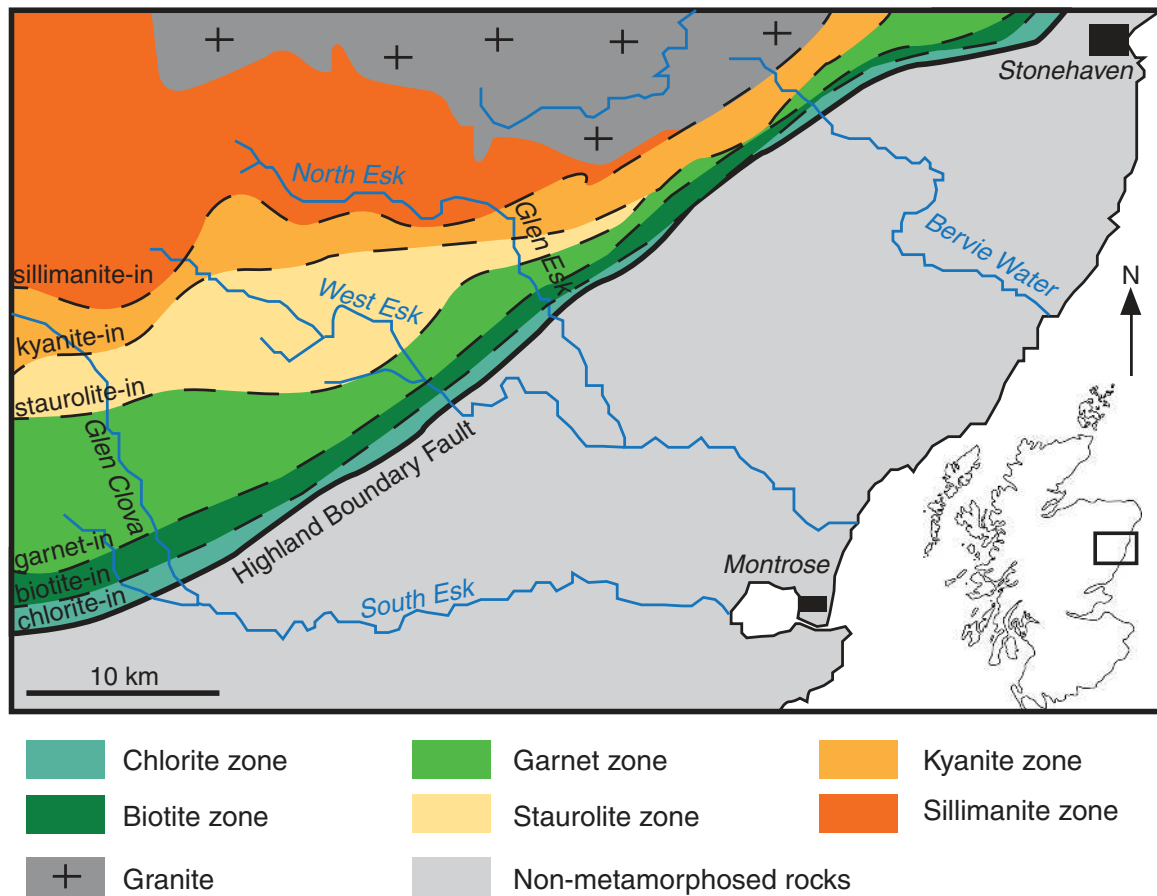 Stonehaven
North Esk
Glen Esk
Bervie Water
N
sillimanite-in
West Esk
kyanite-in
staurolite-in
Glen Clova
Highland Boundary Fault
garnet-in
biotite-in
chlorite-in
Montrose
South Esk
10 km
Chlorite zone
Garnet zone
Kyanite zone
Biotite zone
Staurolite zone
Sillimanite zone
Granite
Non-metamorphosed rocks